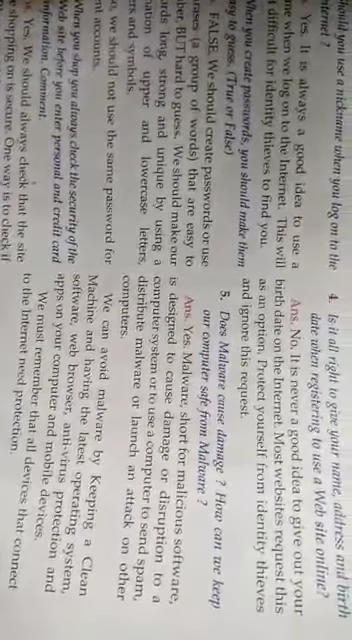 hould you use a nickname when you log on to the
nternet ?
Yes. It is always a good idea to use a
me when we log on to the Internet. This will
t difficult for identity thieves to find you.
When you create passwords, you should make them
asy to guess. (True or False)
FALSE. We should create passwords or use
rases (a group of words) that are easy to
ber, BUT hard to guess. We should make our
ords long, strong and unique by using a
nation of upper and lowercase letters,
ers and symbols.
o, we should not use the same password for
nt accounts.
When you shop you always check the security of the
Web site before you enter personal and credit card
information. Comment.
Yes. We should always check that the site
e shopping on is secure. One way is to check if
4. Is it all right to give your name, address and birth
date when registering to use a Web site online?
Ans. No. It is never a good idea to give out your
birth date on the Internet. Most websites request this
as an option. Protect yourself from identity thieves
and ignore this request.
5. Does Malware cause damage ? How can we keep
our computer safe from Malware ?
Ans. Yes. Malware, short for malicious software,
is designed to cause damage or disruption to a
computer system or to use a computer to send spam,
distribute malware or launch an attack on other
computers.
We can avoid malware by Keeping a Clean
Machine and having the latest operating system,
software, web browser, anti-virus protection and
apps on your computer and mobile devices.
We must remember that all devices that connect
to the Internet need protection.